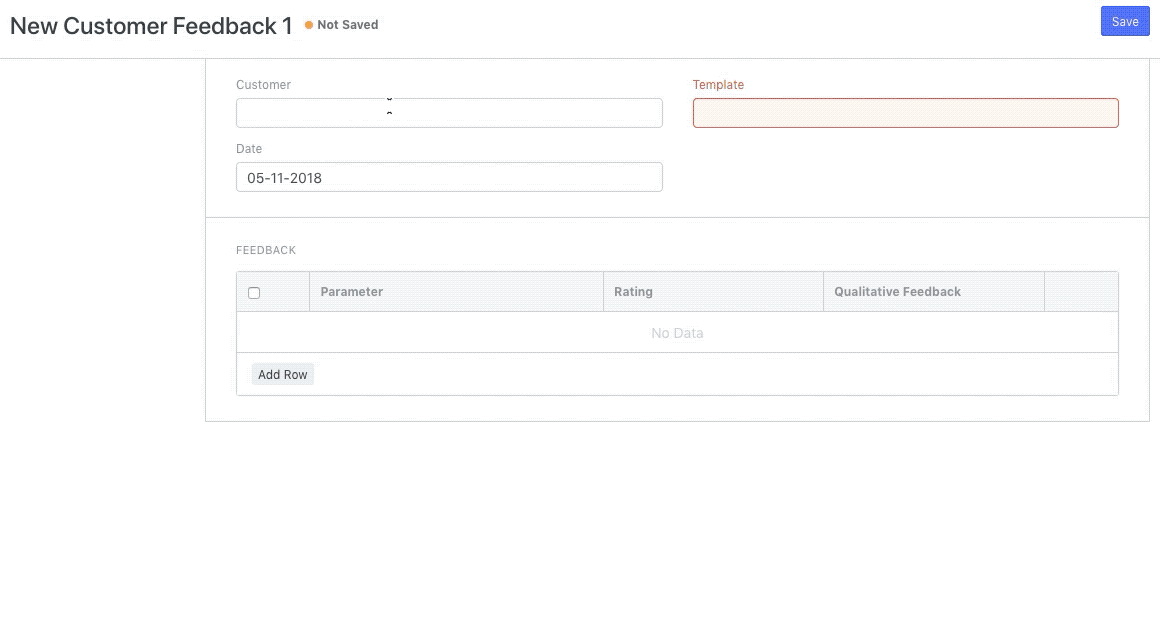 New Customer Feedback 1 Not Saved Save
Customer Template
Date
05-11-2018
FEEDBACK
Parameter Rating Qualitative Feedback
No Data
Add Row